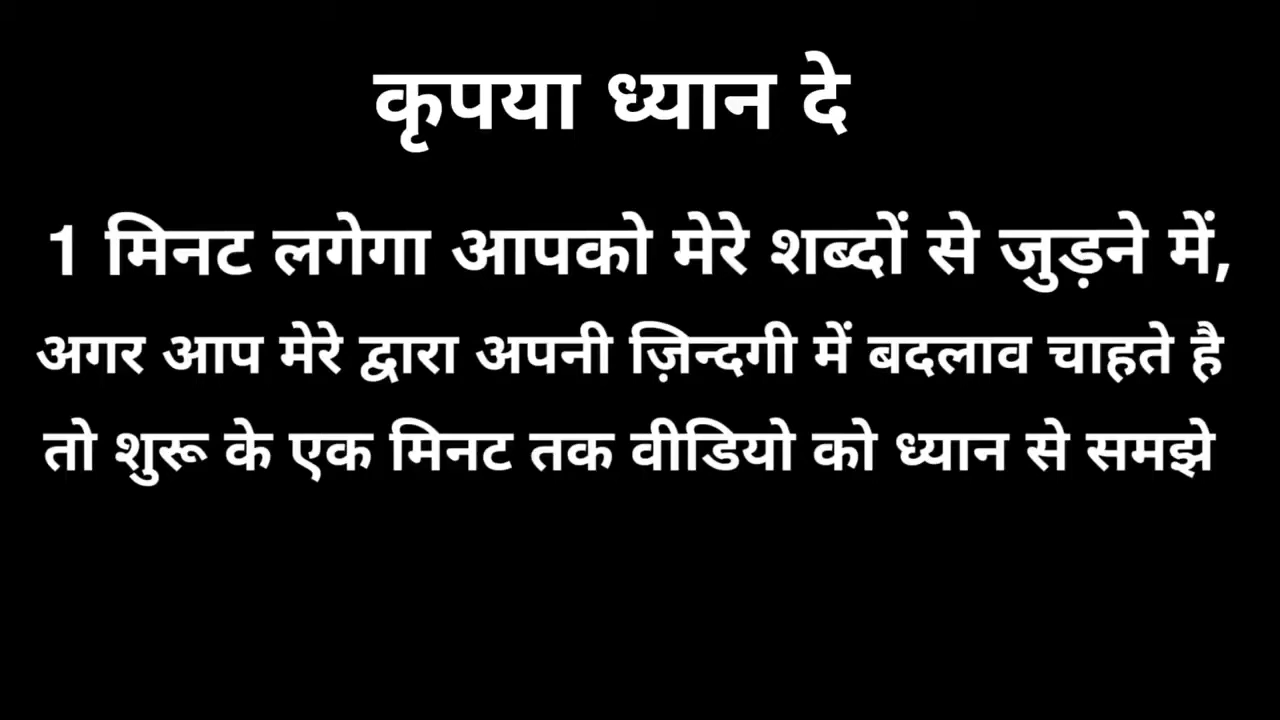 कृपया ध्यान दे
1 मिनट लगेगा आपको मेरे शब्दों से जुड़ने में,
अगर आप मेरे द्वारा अपनी ज़िन्दगी में बदलाव चाहते है
तो शुरू के एक मिनट तक वीडियो को ध्यान से समझे